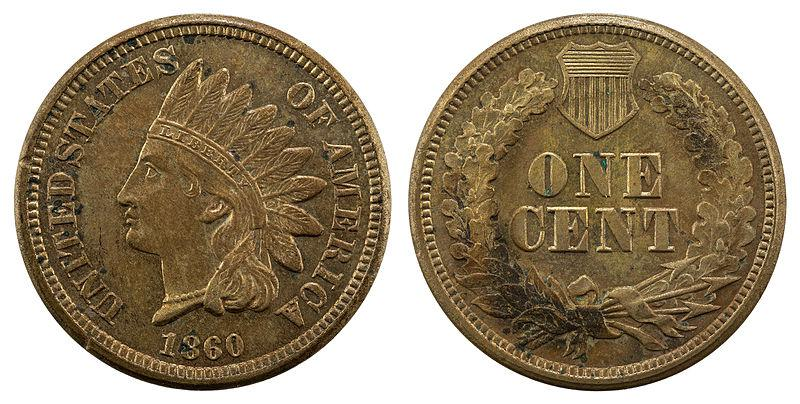 UNITED STATES OF AMERICA
LIBERTY
1860
ONE
CENT